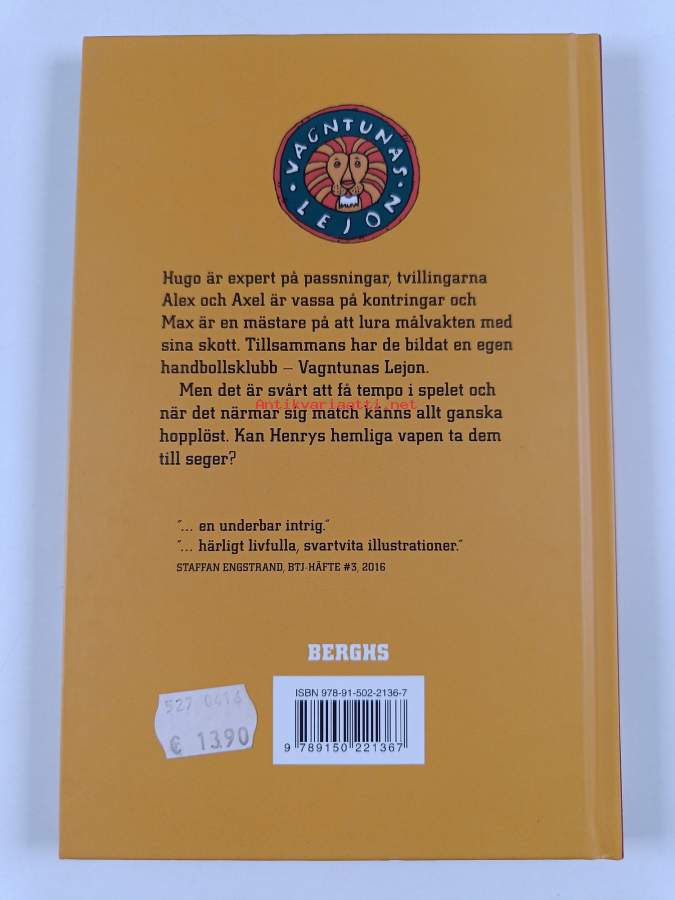 VAGNTUNAS
LEJON
Hugo är expert på passningar, tvillingarna
Alex och Axel är vassa på kontringar och
Max är en mästare på att lura målvakten med
sina skott. Tillsammans har de bildat en egen
handbollsklubb – Vagntunas Lejon.
Men det är svårt att få tempo i spelet och
Antikvariaatti.net
när det närmar sig match känns allt ganska
hopplöst. Kan Henrys hemliga vapen ta dem
till seger?
"... en underbar intrig."
"... härligt livfulla, svartvita illustrationer."
STAFFAN ENGSTRAND, BTJ-HÄFTE #3, 2016
BERGHS
ISBN 978-91-502-2136-7
9 789150 221367
527 0416
€ 13.90